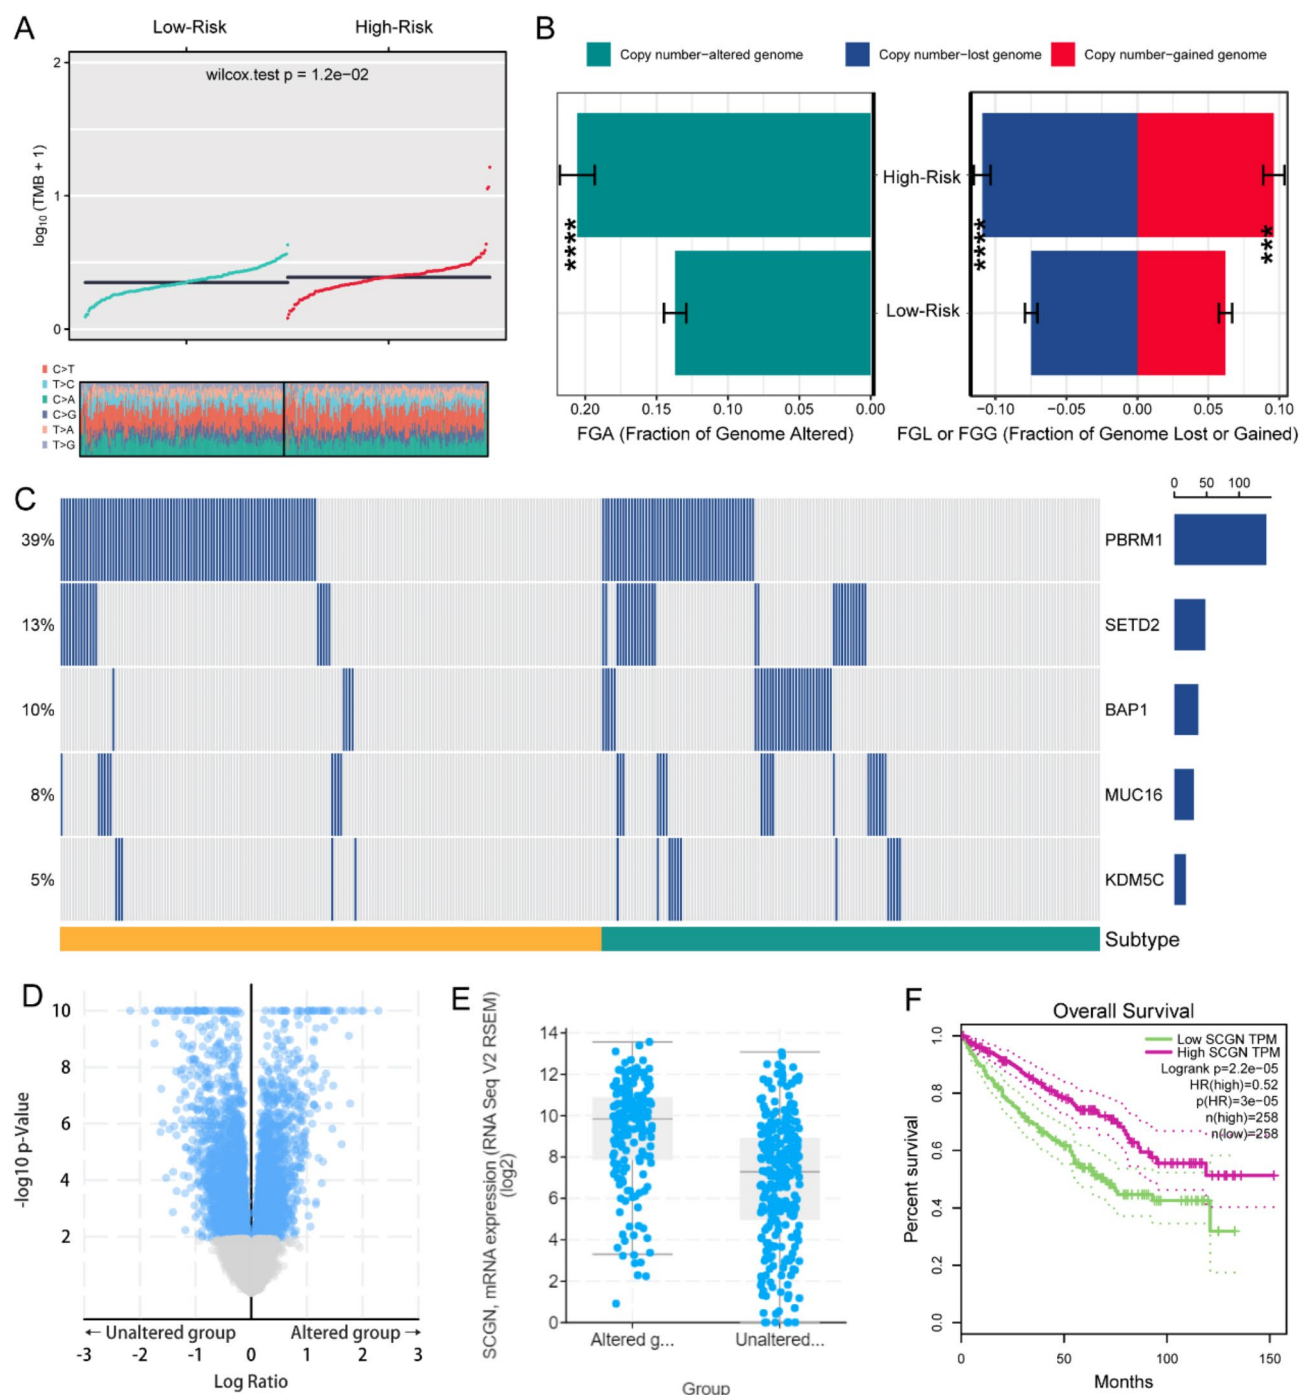 A
Low-Risk
High-Risk
wilcox.test p = 1.2e−02
log₁₀ (TMB + 1)
2
1
0
C>T
T>C
C>A
C>G
T>A
T>G
B
Copy number−altered genome
Copy number−lost genome
Copy number−gained genome
High-Risk
Low-Risk
****
****
***
0.20 0.15 0.10 0.05 0.00
FGA (Fraction of Genome Altered)
−0.10 −0.05 0.00 0.05 0.10
FGL or FGG (Fraction of Genome Lost or Gained)
C
0 50 100
39% PBRM1
13% SETD2
10% BAP1
8% MUC16
5% KDM5C
Subtype
D
-log10 p-Value
10
8
6
4
2
← Unaltered group
Altered group →
-3 -2 -1 0 1 2 3
Log Ratio
E
SCGN, mRNA expression (RNA Seq V2 RSEM)
(log2)
14
12
10
8
6
4
2
0
Altered g...
Unaltered...
Group
F
Overall Survival
Low SCGN TPM
High SCGN TPM
Logrank p=2.2e−05
HR(high)=0.52
p(HR)=3e−05
n(high)=258
n(low)=258
Percent survival
1.0
0.8
0.6
0.4
0.2
0.0
0 50 100 150
Months